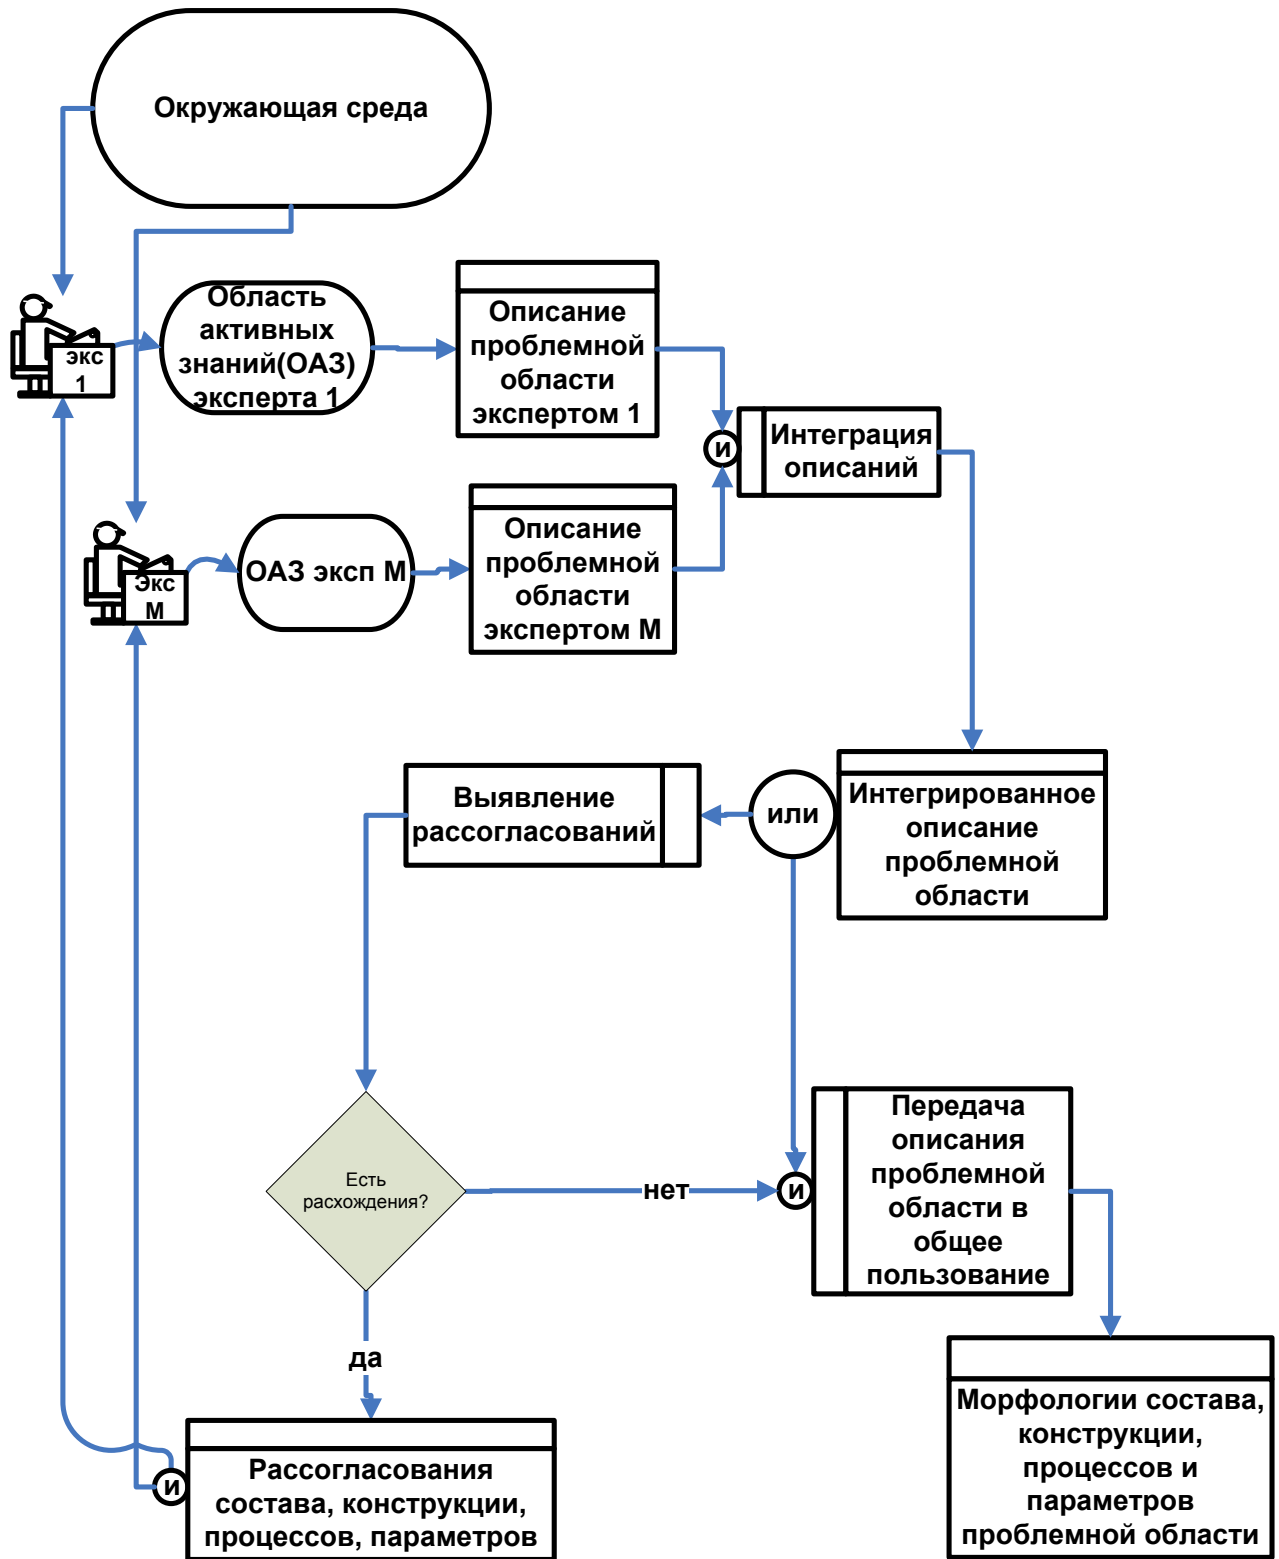 Окружающая среда
экс
1
Область
активных
знаний(ОАЗ)
эксперта 1
Описание
проблемной
области
экспертом 1
и
Интеграция
описаний
Экс
М
ОАЗ эксп М
Описание
проблемной
области
экспертом М
Выявление
рассогласований
или
Интегрированное
описание
проблемной
области
Есть
расхождения?
нет
и
Передача
описания
проблемной
области в
общее
пользование
да
и
Рассогласования
состава, конструкции,
процессов, параметров
Морфологии состава,
конструкции,
процессов и
параметров
проблемной области